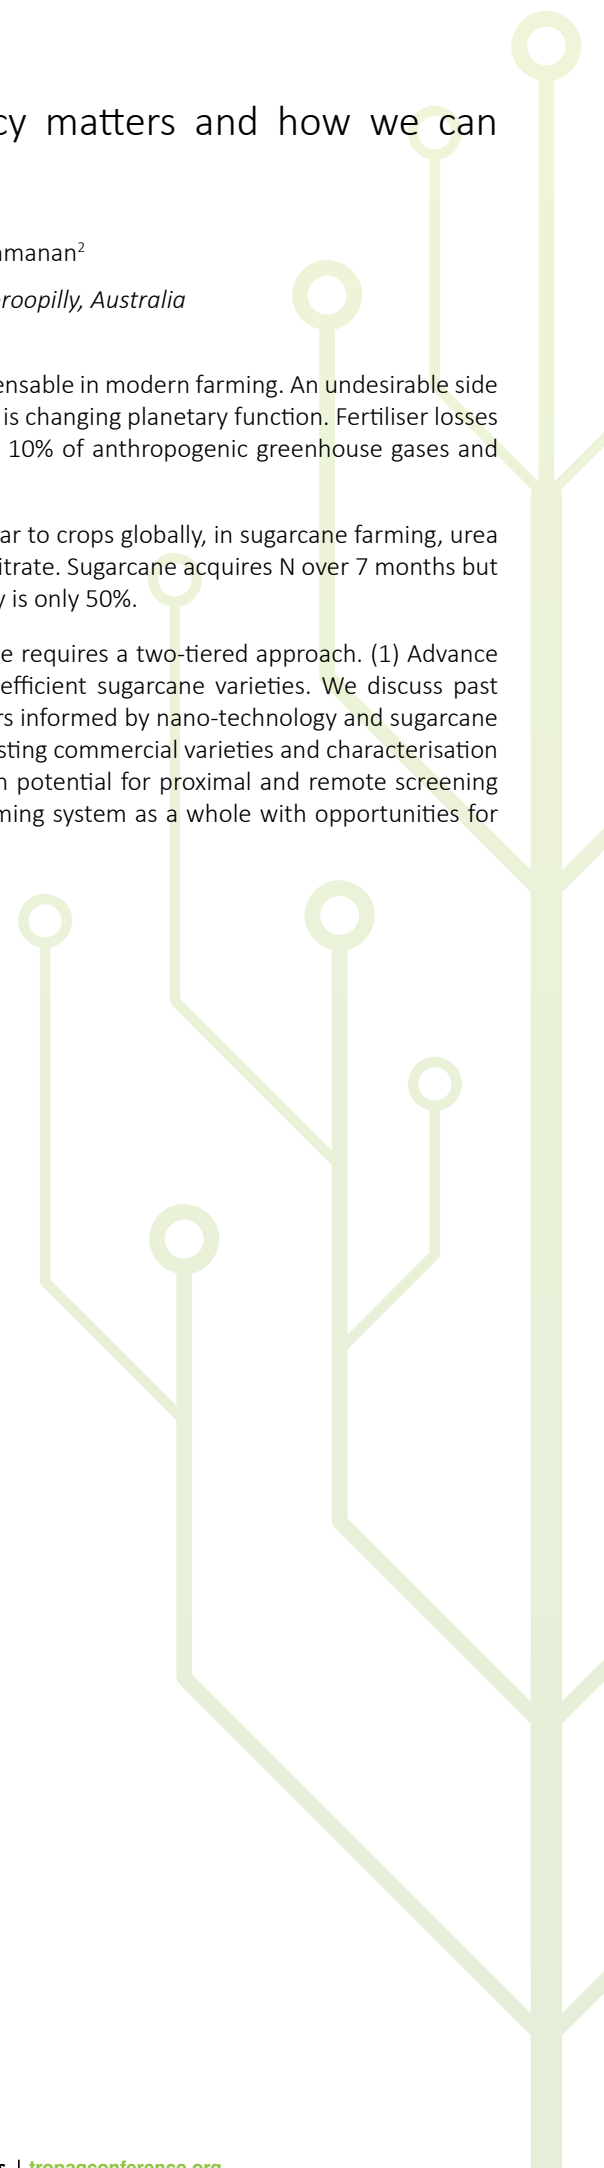 cy matters and how we can
manan²
roopilly, Australia
ensable in modern farming. An undesirable side
is changing planetary function. Fertiliser losses
10% of anthropogenic greenhouse gases and
ar to crops globally, in sugarcane farming, urea
itrate. Sugarcane acquires N over 7 months but
y is only 50%.
e requires a two-tiered approach. (1) Advance
efficient sugarcane varieties. We discuss past
rs informed by nano-technology and sugarcane
sting commercial varieties and characterisation
n potential for proximal and remote screening
ming system as a whole with opportunities for
s | tropagconference.org